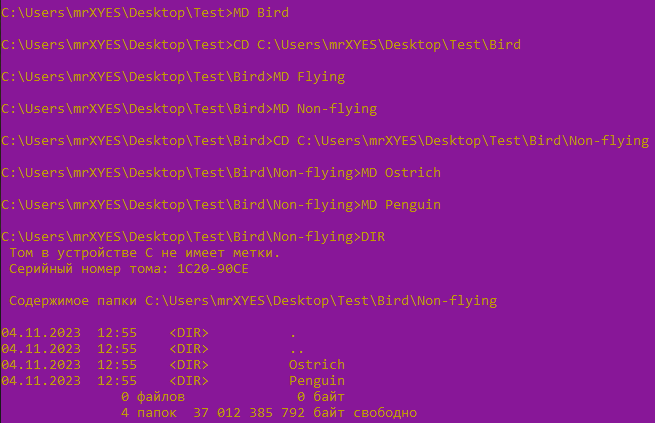 C:\Users\mrXYES\Desktop\Test>MD Bird
C:\Users\mrXYES\Desktop\Test>CD C:\Users\mrXYES\Desktop\Test\Bird
C:\Users\mrXYES\Desktop\Test\Bird>MD Flying
C:\Users\mrXYES\Desktop\Test\Bird>MD Non-flying
C:\Users\mrXYES\Desktop\Test\Bird>CD C:\Users\mrXYES\Desktop\Test\Bird\Non-flying
C:\Users\mrXYES\Desktop\Test\Bird\Non-flying>MD Ostrich
C:\Users\mrXYES\Desktop\Test\Bird\Non-flying>MD Penguin
C:\Users\mrXYES\Desktop\Test\Bird\Non-flying>DIR
Том в устройстве C не имеет метки.
Серийный номер тома: 1C20-90CE
Содержимое папки C:\Users\mrXYES\Desktop\Test\Bird\Non-flying
04.11.2023  12:55    <DIR>          .
04.11.2023  12:55    <DIR>          ..
04.11.2023  12:55    <DIR>          Ostrich
04.11.2023  12:55    <DIR>          Penguin
0 файлов              0 байт
4 папок  37 012 385 792 байт свободно